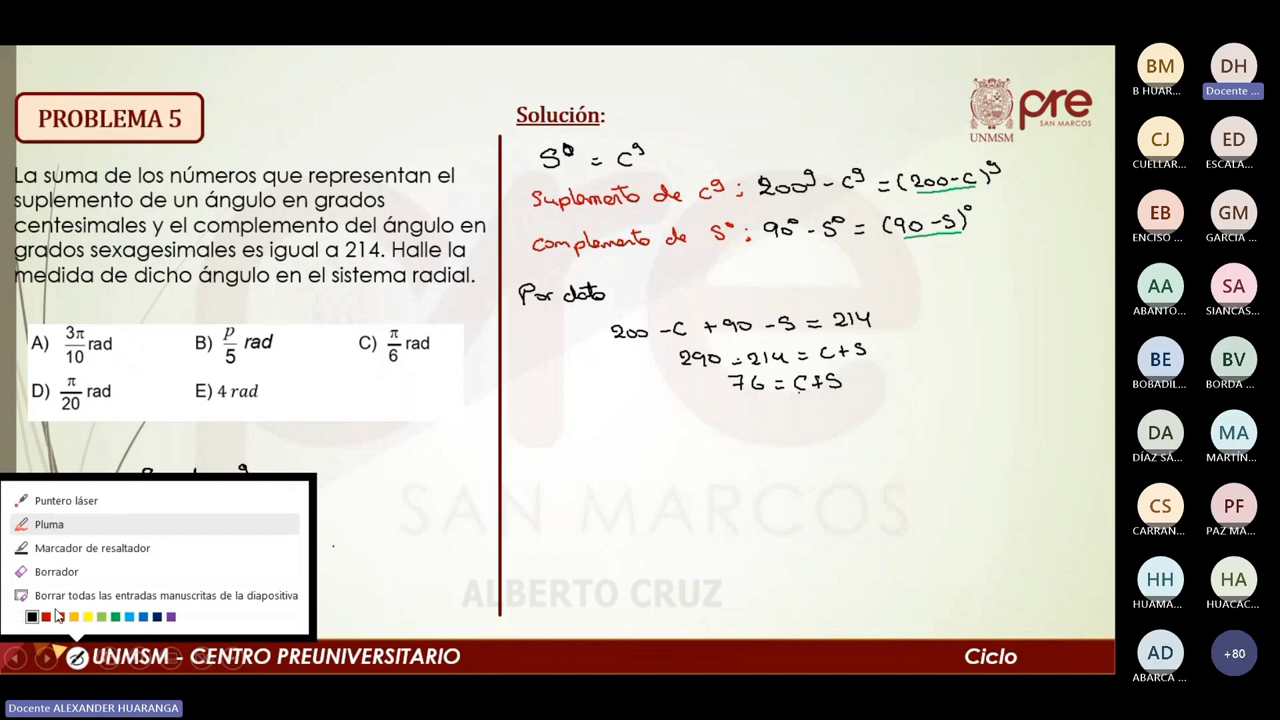 PROBLEMA 5
La suma de los números que representan el
suplemento de un ángulo en grados
centesimales y el complemento del ángulo en
grados sexagesimales es igual a 214. Halle la
medida de dicho ángulo en el sistema radial.
A) 3π/10 rad B) p/5 rad C) π/6 rad
D) π/20 rad E) 4 rad
Solución:
S° = C^g
Suplemento de C^g ; 200^g - C^g = (200-C)^g
complemento de S° ; 90° - S° = (90-S)°
Por dato
200 - C + 90 - S = 214
290 - 214 = C+S
76 = C+S
UNMSM
pre
SAN MARCOS
pre
SAN MARCOS
ALBERTO CRUZ
Puntero láser
Pluma
Marcador de resaltador
Borrador
Borrar todas las entradas manuscritas de la diapositiva
UNMSM - CENTRO PREUNIVERSITARIO
Ciclo
Docente ALEXANDER HUARANGA
BM DH
B HUAR... Docente ...
CJ ED
CUELLAR... ESCALA...
EB GM
ENCISO ... GARCIA ...
AA SA
ABANTO... SIANCAS...
BE BV
BOBADIL... BORDA ...
DA MA
DÍAZ SÁ... MARTÍN...
CS PF
CARRAN... PAZ MA...
HH HA
HUAMA... HUACAC...
AD +80
ABARCA ...